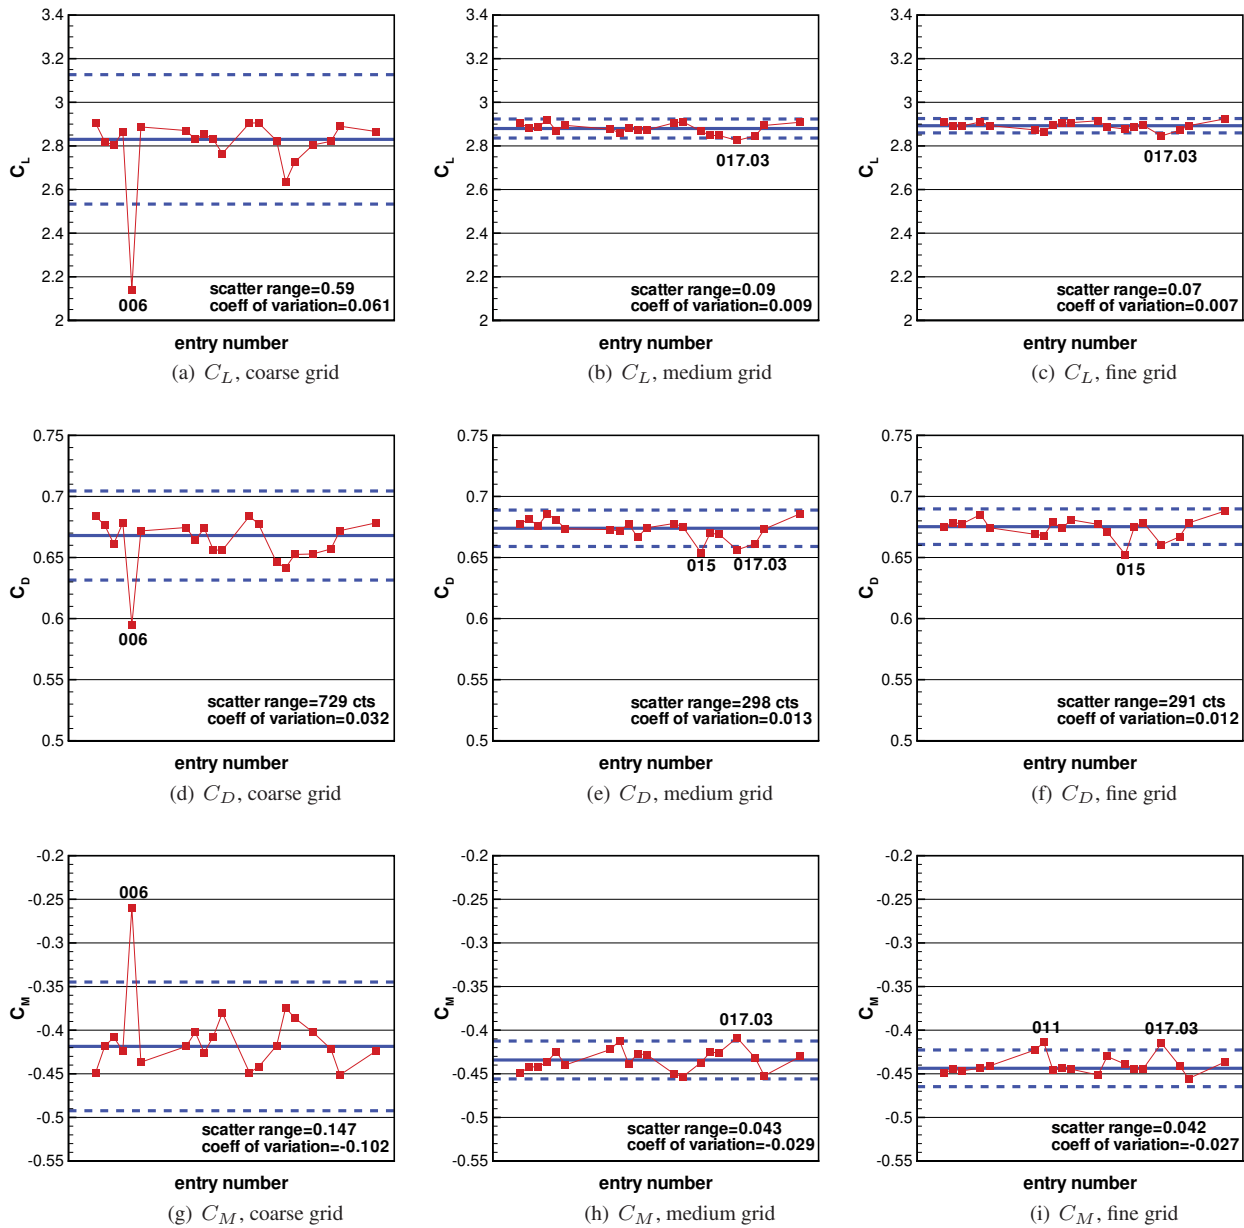 3.4
3.2
3
2.8
2.6
2.4
2.2
2
C_L
006
scatter range=0.59
coeff of variation=0.061
entry number
(a) C_L, coarse grid
3.4
3.2
3
2.8
2.6
2.4
2.2
2
C_L
017.03
scatter range=0.09
coeff of variation=0.009
entry number
(b) C_L, medium grid
3.4
3.2
3
2.8
2.6
2.4
2.2
2
C_L
017.03
scatter range=0.07
coeff of variation=0.007
entry number
(c) C_L, fine grid
0.75
0.7
0.65
0.6
0.55
0.5
C_D
006
scatter range=729 cts
coeff of variation=0.032
entry number
(d) C_D, coarse grid
0.75
0.7
0.65
0.6
0.55
0.5
C_D
015 017.03
scatter range=298 cts
coeff of variation=0.013
entry number
(e) C_D, medium grid
0.75
0.7
0.65
0.6
0.55
0.5
C_D
015
scatter range=291 cts
coeff of variation=0.012
entry number
(f) C_D, fine grid
-0.2
-0.25
-0.3
-0.35
-0.4
-0.45
-0.5
-0.55
C_M
006
scatter range=0.147
coeff of variation=-0.102
entry number
(g) C_M, coarse grid
-0.2
-0.25
-0.3
-0.35
-0.4
-0.45
-0.5
-0.55
C_M
017.03
scatter range=0.043
coeff of variation=-0.029
entry number
(h) C_M, medium grid
-0.2
-0.25
-0.3
-0.35
-0.4
-0.45
-0.5
-0.55
C_M
011 017.03
scatter range=0.042
coeff of variation=-0.027
entry number
(i) C_M, fine grid